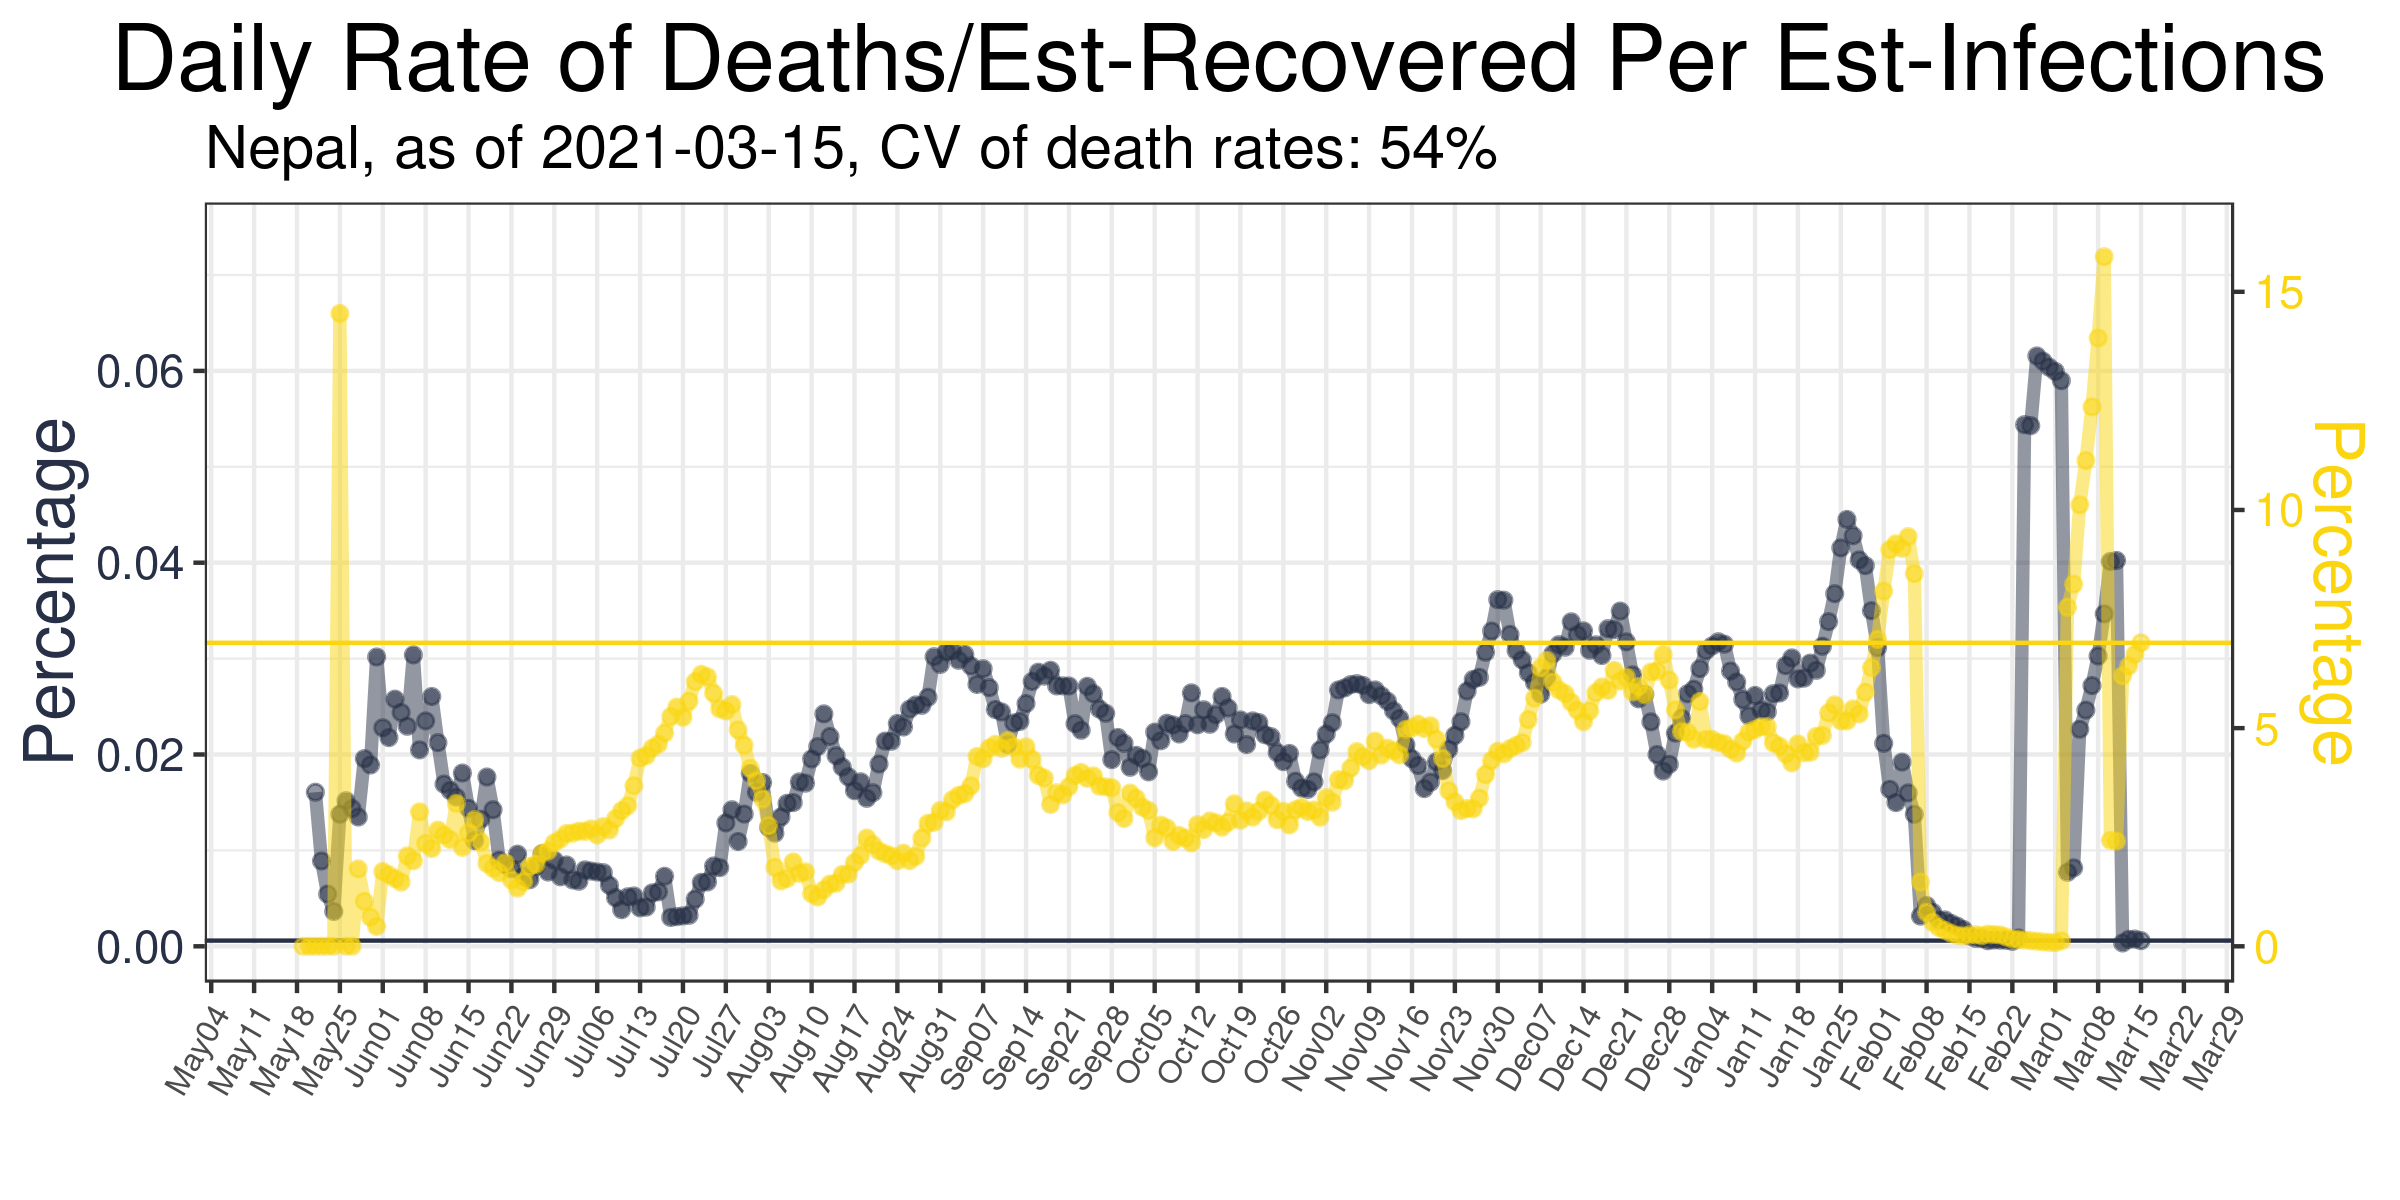 Daily Rate of Deaths/Est-Recovered Per Est-Infections
Nepal, as of 2021-03-15, CV of death rates: 54%
Percentage
0.06
0.04
0.02
0.00
15
10
5
0
Percentage
May04
May11
May18
May25
Jun01
Jun08
Jun15
Jun22
Jun29
Jul06
Jul13
Jul20
Jul27
Aug03
Aug10
Aug17
Aug24
Aug31
Sep07
Sep14
Sep21
Sep28
Oct05
Oct12
Oct19
Oct26
Nov02
Nov09
Nov16
Nov23
Nov30
Dec07
Dec14
Dec21
Dec28
Jan04
Jan11
Jan18
Jan25
Feb01
Feb08
Feb15
Feb22
Mar01
Mar08
Mar15
Mar22
Mar29